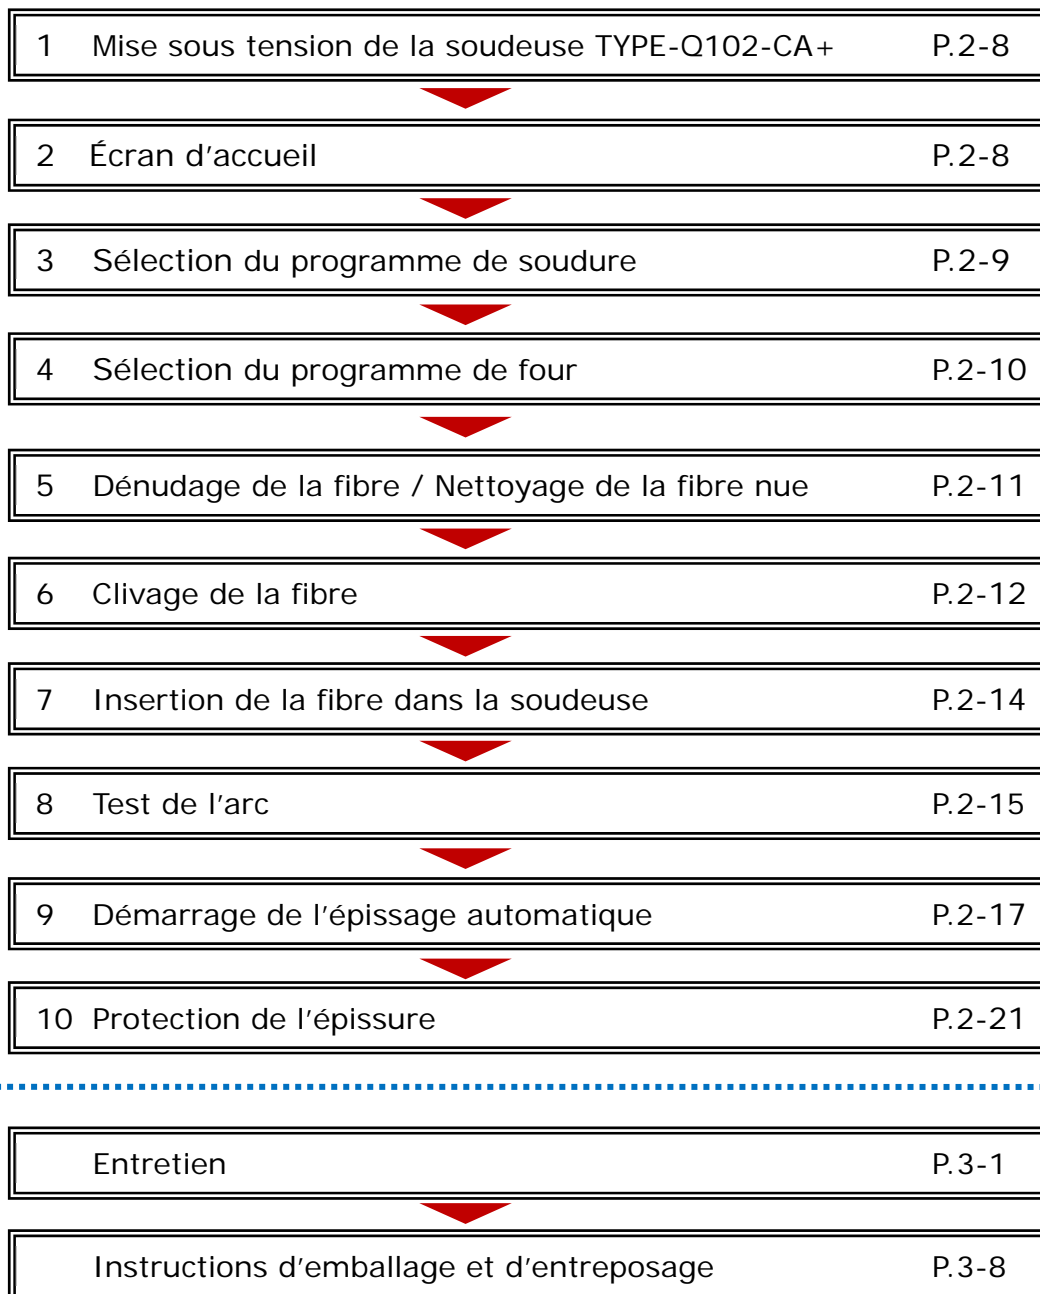 1 Mise sous tension de la soudeuse TYPE-Q102-CA+ P.2-8
2 Écran d’accueil P.2-8
3 Sélection du programme de soudure P.2-9
4 Sélection du programme de four P.2-10
5 Dénudage de la fibre / Nettoyage de la fibre nue P.2-11
6 Clivage de la fibre P.2-12
7 Insertion de la fibre dans la soudeuse P.2-14
8 Test de l’arc P.2-15
9 Démarrage de l’épissage automatique P.2-17
10 Protection de l’épissure P.2-21
Entretien P.3-1
Instructions d’emballage et d’entreposage P.3-8